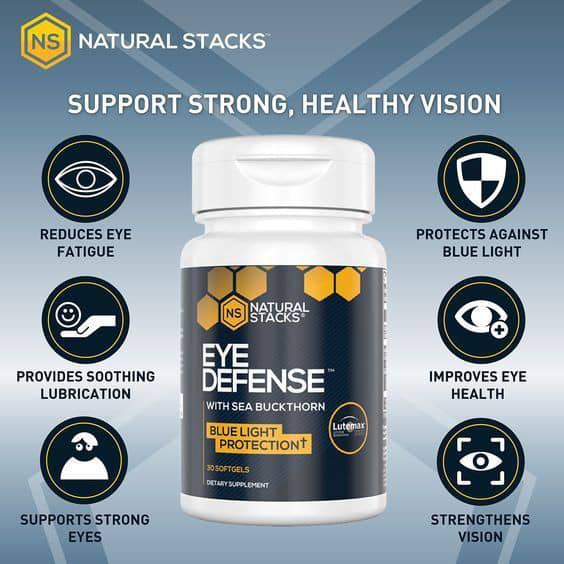 NS NATURAL STACKS™
SUPPORT STRONG, HEALTHY VISION
REDUCES EYE
FATIGUE
PROTECTS AGAINST
BLUE LIGHT
PROVIDES SOOTHING
LUBRICATION
IMPROVES EYE
HEALTH
SUPPORTS STRONG
EYES
STRENGTHENS
VISION
NS NATURAL
STACKS®
EYE
DEFENSE™
WITH SEA BUCKTHORN
BLUE LIGHT
PROTECTION†
30 SOFTGELS
DIETARY SUPPLEMENT
Lutemax